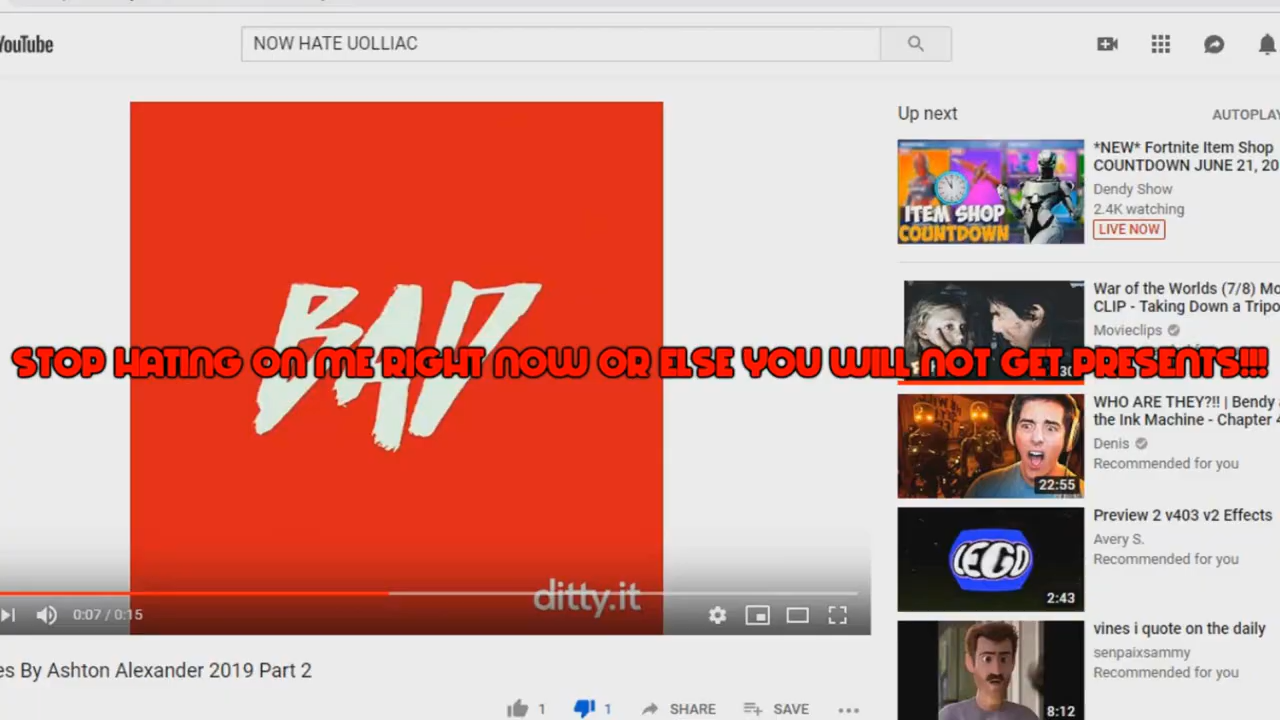 YouTube
NOW HATE UOLLIAC
BAD
STOP HATING ON ME RIGHT NOW OR ELSE YOU WILL NOT GET PRESENTS!!!
ditty.it
0:07 / 0:15
es By Ashton Alexander 2019 Part 2
1
1
SHARE
SAVE
Up next
AUTOPLAY
ITEM SHOP
COUNTDOWN
*NEW* Fortnite Item Shop
COUNTDOWN JUNE 21, 20
Dendy Show
2.4K watching
LIVE NOW
War of the Worlds (7/8) Mo
CLIP - Taking Down a Tripo
Movieclips
WHO ARE THEY?!! | Bendy a
the Ink Machine - Chapter 4
Denis
Recommended for you
22:55
Preview 2 v403 v2 Effects
Avery S.
Recommended for you
LEGO
2:43
vines i quote on the daily
senpaixsammy
Recommended for you
8:12